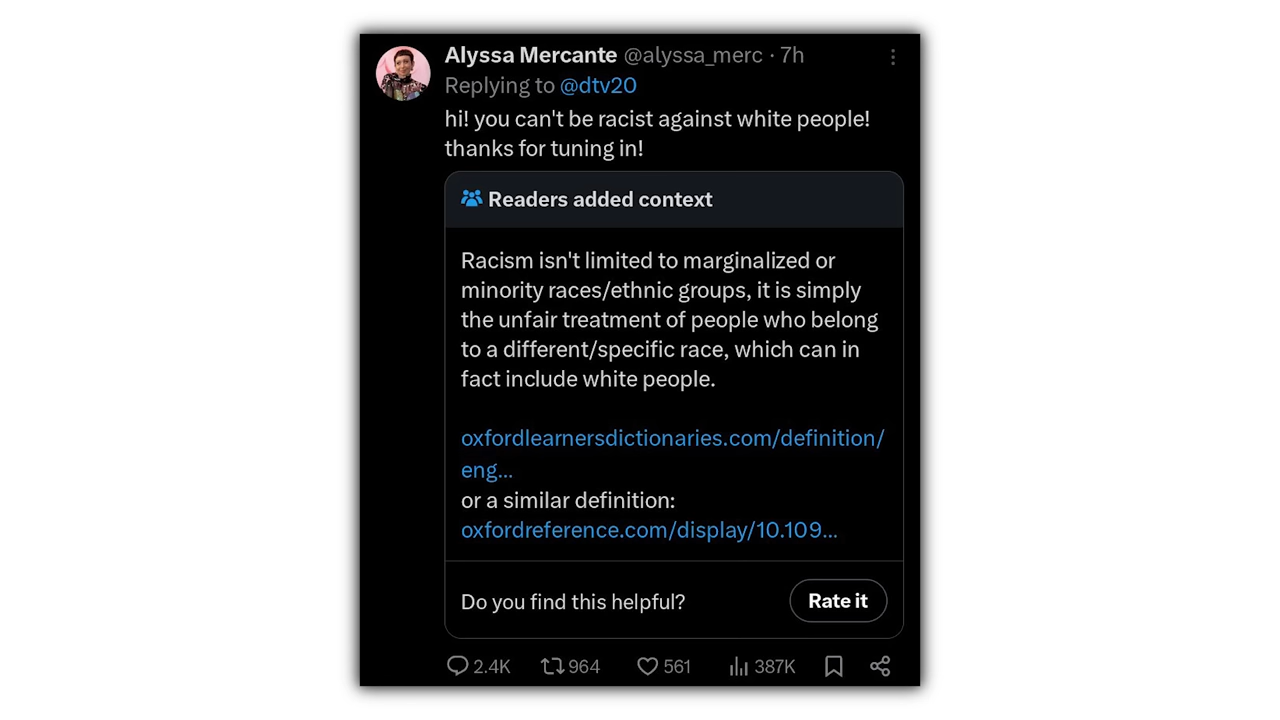 Alyssa Mercante @alyssa_merc · 7h
Replying to @dtv20
hi! you can't be racist against white people!
thanks for tuning in!
Readers added context
Racism isn't limited to marginalized or
minority races/ethnic groups, it is simply
the unfair treatment of people who belong
to a different/specific race, which can in
fact include white people.
oxfordlearnersdictionaries.com/definition/
eng...
or a similar definition:
oxfordreference.com/display/10.109...
Do you find this helpful?
Rate it
2.4K 964 561 387K